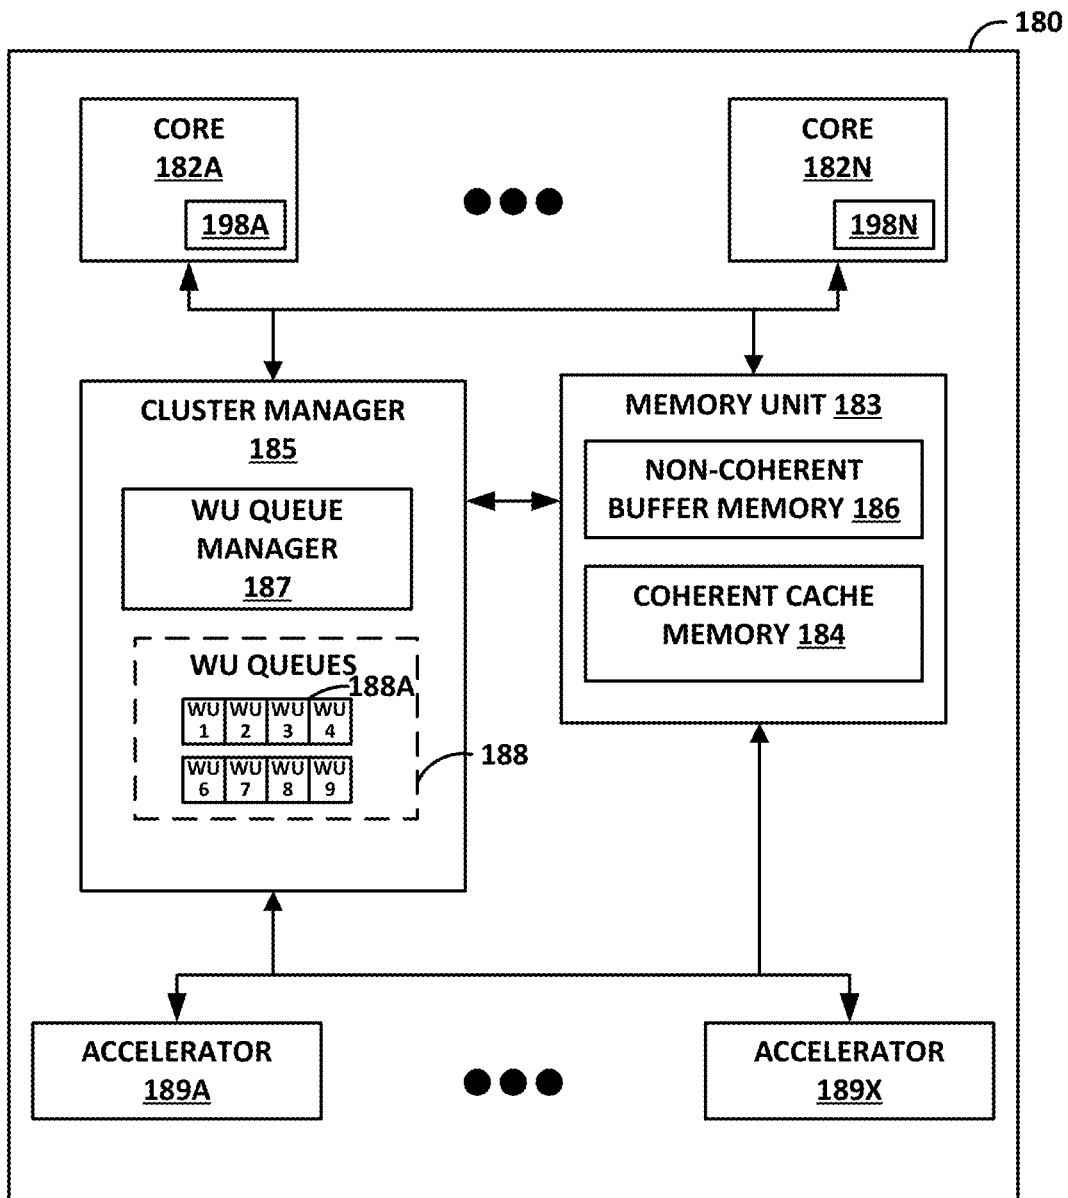 180
CORE
182A
198A
CORE
182N
198N
CLUSTER MANAGER
185
WU QUEUE
MANAGER
187
WU QUEUES
188A
WU WU WU WU
1 2 3 4
WU WU WU WU
6 7 8 9
188
MEMORY UNIT 183
NON-COHERENT
BUFFER MEMORY 186
COHERENT CACHE
MEMORY 184
ACCELERATOR
189A
ACCELERATOR
189X